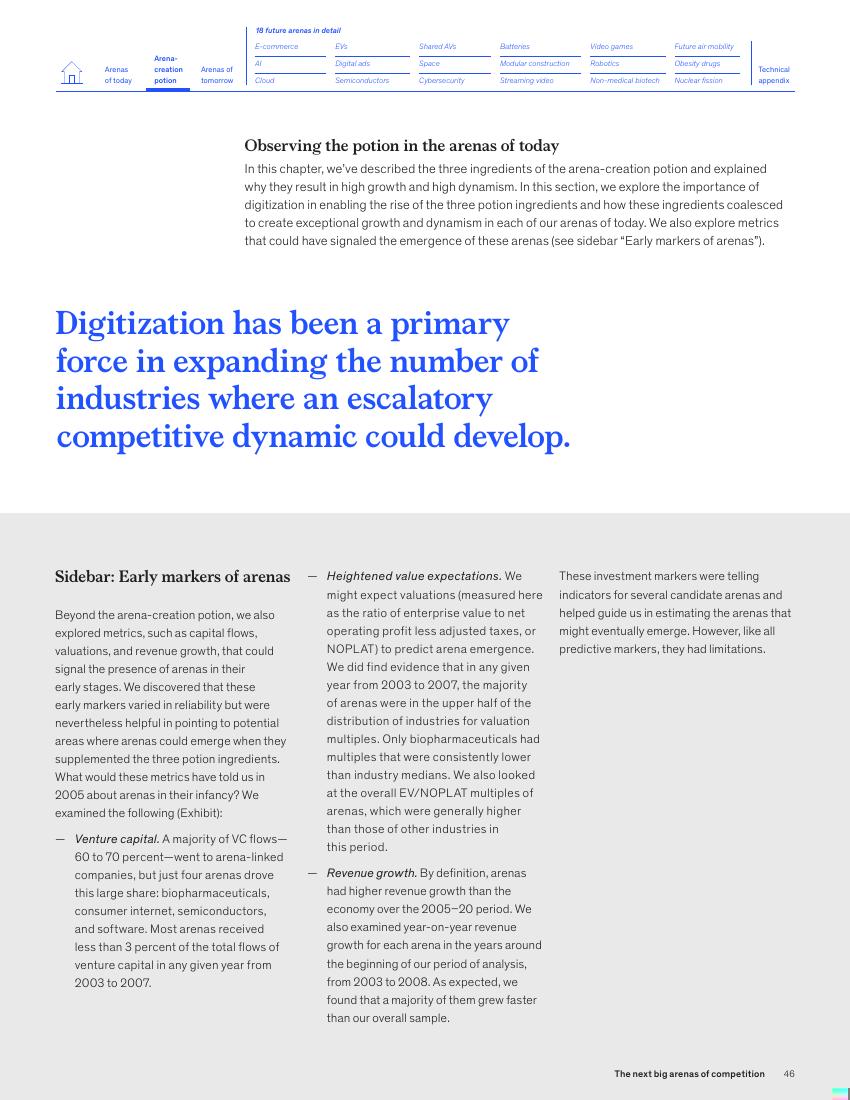 Arenas
of today
Arena-
creation
potion
Arenas of
tomorrow
18 future arenas in detail
E-commerce
AI
Cloud
EVs
Digital ads
Semiconductors
Shared AVs
Space
Cybersecurity
Batteries
Modular construction
Streaming video
Video games
Robotics
Non-medical biotech
Future air mobility
Obesity drugs
Nuclear fission
Technical
appendix
Observing the potion in the arenas of today
In this chapter, we’ve described the three ingredients of the arena-creation potion and explained
why they result in high growth and high dynamism. In this section, we explore the importance of
digitization in enabling the rise of the three potion ingredients and how these ingredients coalesced
to create exceptional growth and dynamism in each of our arenas of today. We also explore metrics
that could have signaled the emergence of these arenas (see sidebar “Early markers of arenas”).
Digitization has been a primary
force in expanding the number of
industries where an escalatory
competitive dynamic could develop.
Sidebar: Early markers of arenas
Beyond the arena-creation potion, we also
explored metrics, such as capital flows,
valuations, and revenue growth, that could
signal the presence of arenas in their
early stages. We discovered that these
early markers varied in reliability but were
nevertheless helpful in pointing to potential
areas where arenas could emerge when they
supplemented the three potion ingredients.
What would these metrics have told us in
2005 about arenas in their infancy? We
examined the following (Exhibit):
— Venture capital. A majority of VC flows—
60 to 70 percent—went to arena-linked
companies, but just four arenas drove
this large share: biopharmaceuticals,
consumer internet, semiconductors,
and software. Most arenas received
less than 3 percent of the total flows of
venture capital in any given year from
2003 to 2007.
— Heightened value expectations. We
might expect valuations (measured here
as the ratio of enterprise value to net
operating profit less adjusted taxes, or
NOPLAT) to predict arena emergence.
We did find evidence that in any given
year from 2003 to 2007, the majority
of arenas were in the upper half of the
distribution of industries for valuation
multiples. Only biopharmaceuticals had
multiples that were consistently lower
than industry medians. We also looked
at the overall EV/NOPLAT multiples of
arenas, which were generally higher
than those of other industries in
this period.
— Revenue growth. By definition, arenas
had higher revenue growth than the
economy over the 2005–20 period. We
also examined year-on-year revenue
growth for each arena in the years around
the beginning of our period of analysis,
from 2003 to 2008. As expected, we
found that a majority of them grew faster
than our overall sample.
These investment markers were telling
indicators for several candidate arenas and
helped guide us in estimating the arenas that
might eventually emerge. However, like all
predictive markers, they had limitations.
The next big arenas of competition 46